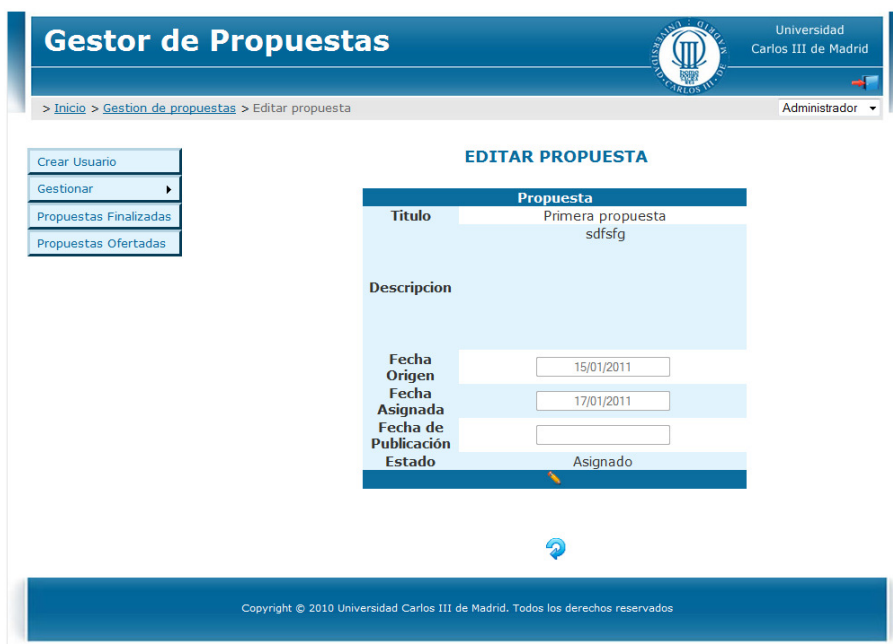 Gestor de Propuestas
Universidad
Carlos III de Madrid
> Inicio > Gestion de propuestas > Editar propuesta
Administrador
Crear Usuario
Gestionar
Propuestas Finalizadas
Propuestas Ofertadas
EDITAR PROPUESTA
Propuesta
Titulo Primera propuesta
sdfsfg
Descripcion
Fecha
Origen
15/01/2011
Fecha
Asignada
17/01/2011
Fecha de
Publicación
Estado Asignado
Copyright © 2010 Universidad Carlos III de Madrid. Todos los derechos reservados